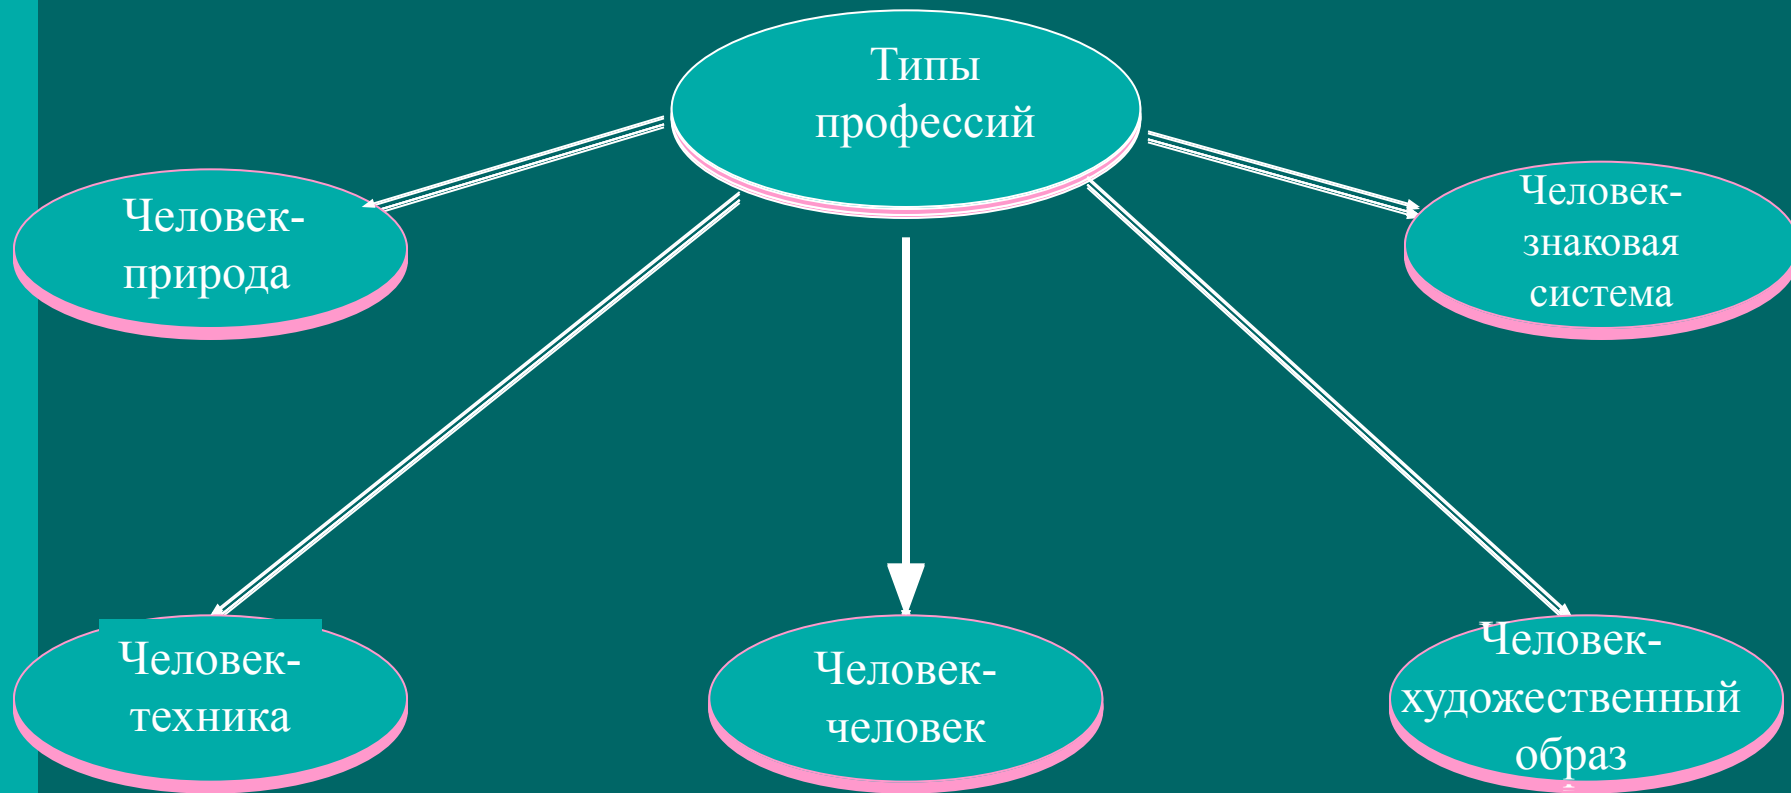 Типы
профессий
Человек-
природа
Человек-
знаковая
система
Человек-
техника
Человек-
человек
Человек-
художественный
образ